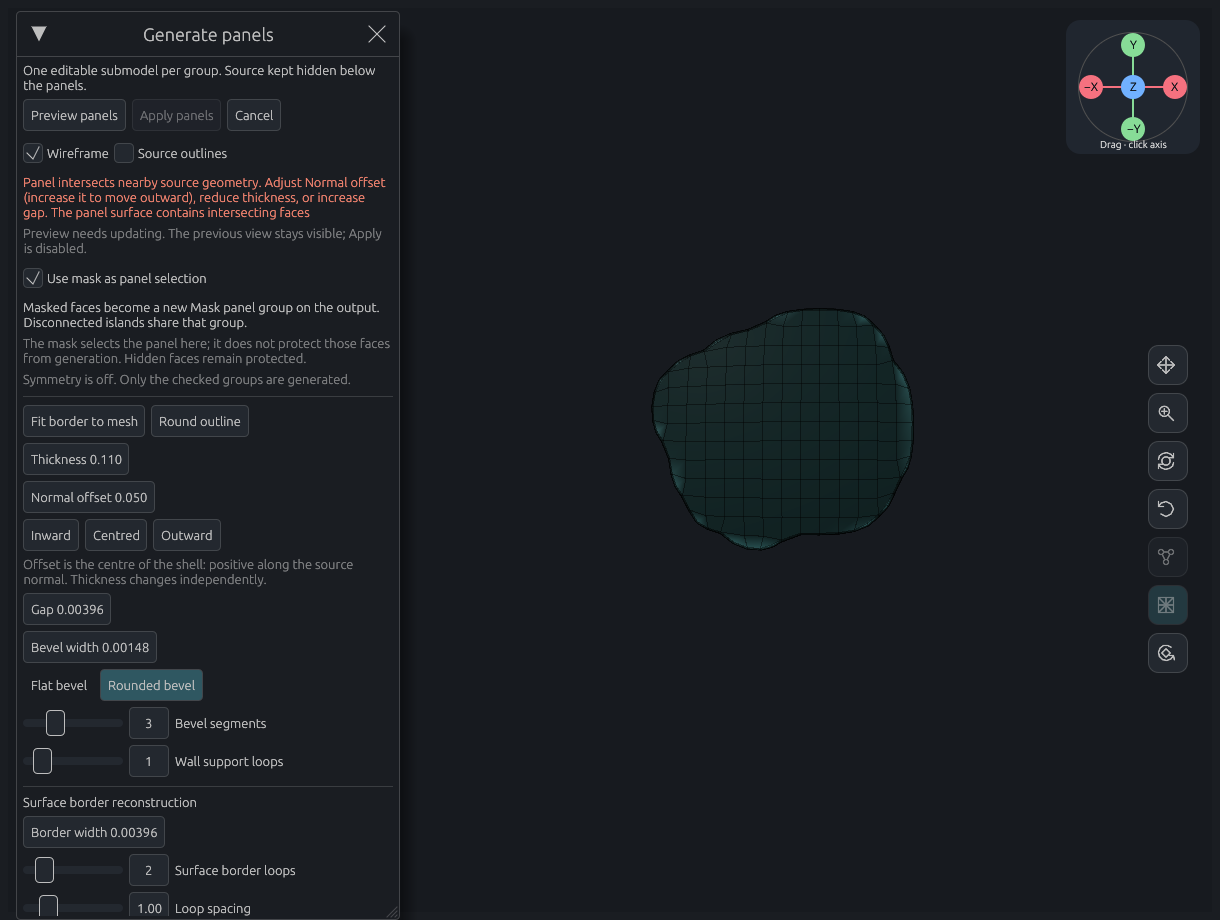 Generate panels
One editable submodel per group. Source kept hidden below
the panels.
Preview panels Apply panels Cancel
Wireframe Source outlines
Panel intersects nearby source geometry. Adjust Normal offset
(increase it to move outward), reduce thickness, or increase
gap. The panel surface contains intersecting faces
Preview needs updating. The previous view stays visible; Apply
is disabled.
Use mask as panel selection
Masked faces become a new Mask panel group on the output.
Disconnected islands share that group.
The mask selects the panel here; it does not protect those faces
from generation. Hidden faces remain protected.
Symmetry is off. Only the checked groups are generated.
Fit border to mesh Round outline
Thickness 0.110
Normal offset 0.050
Inward Centred Outward
Offset is the centre of the shell: positive along the source
normal. Thickness changes independently.
Gap 0.00396
Bevel width 0.00148
Flat bevel Rounded bevel
3 Bevel segments
1 Wall support loops
Surface border reconstruction
Border width 0.00396
2 Surface border loops
1.00 Loop spacing
Y
-X Z X
-Y
Drag · click axis